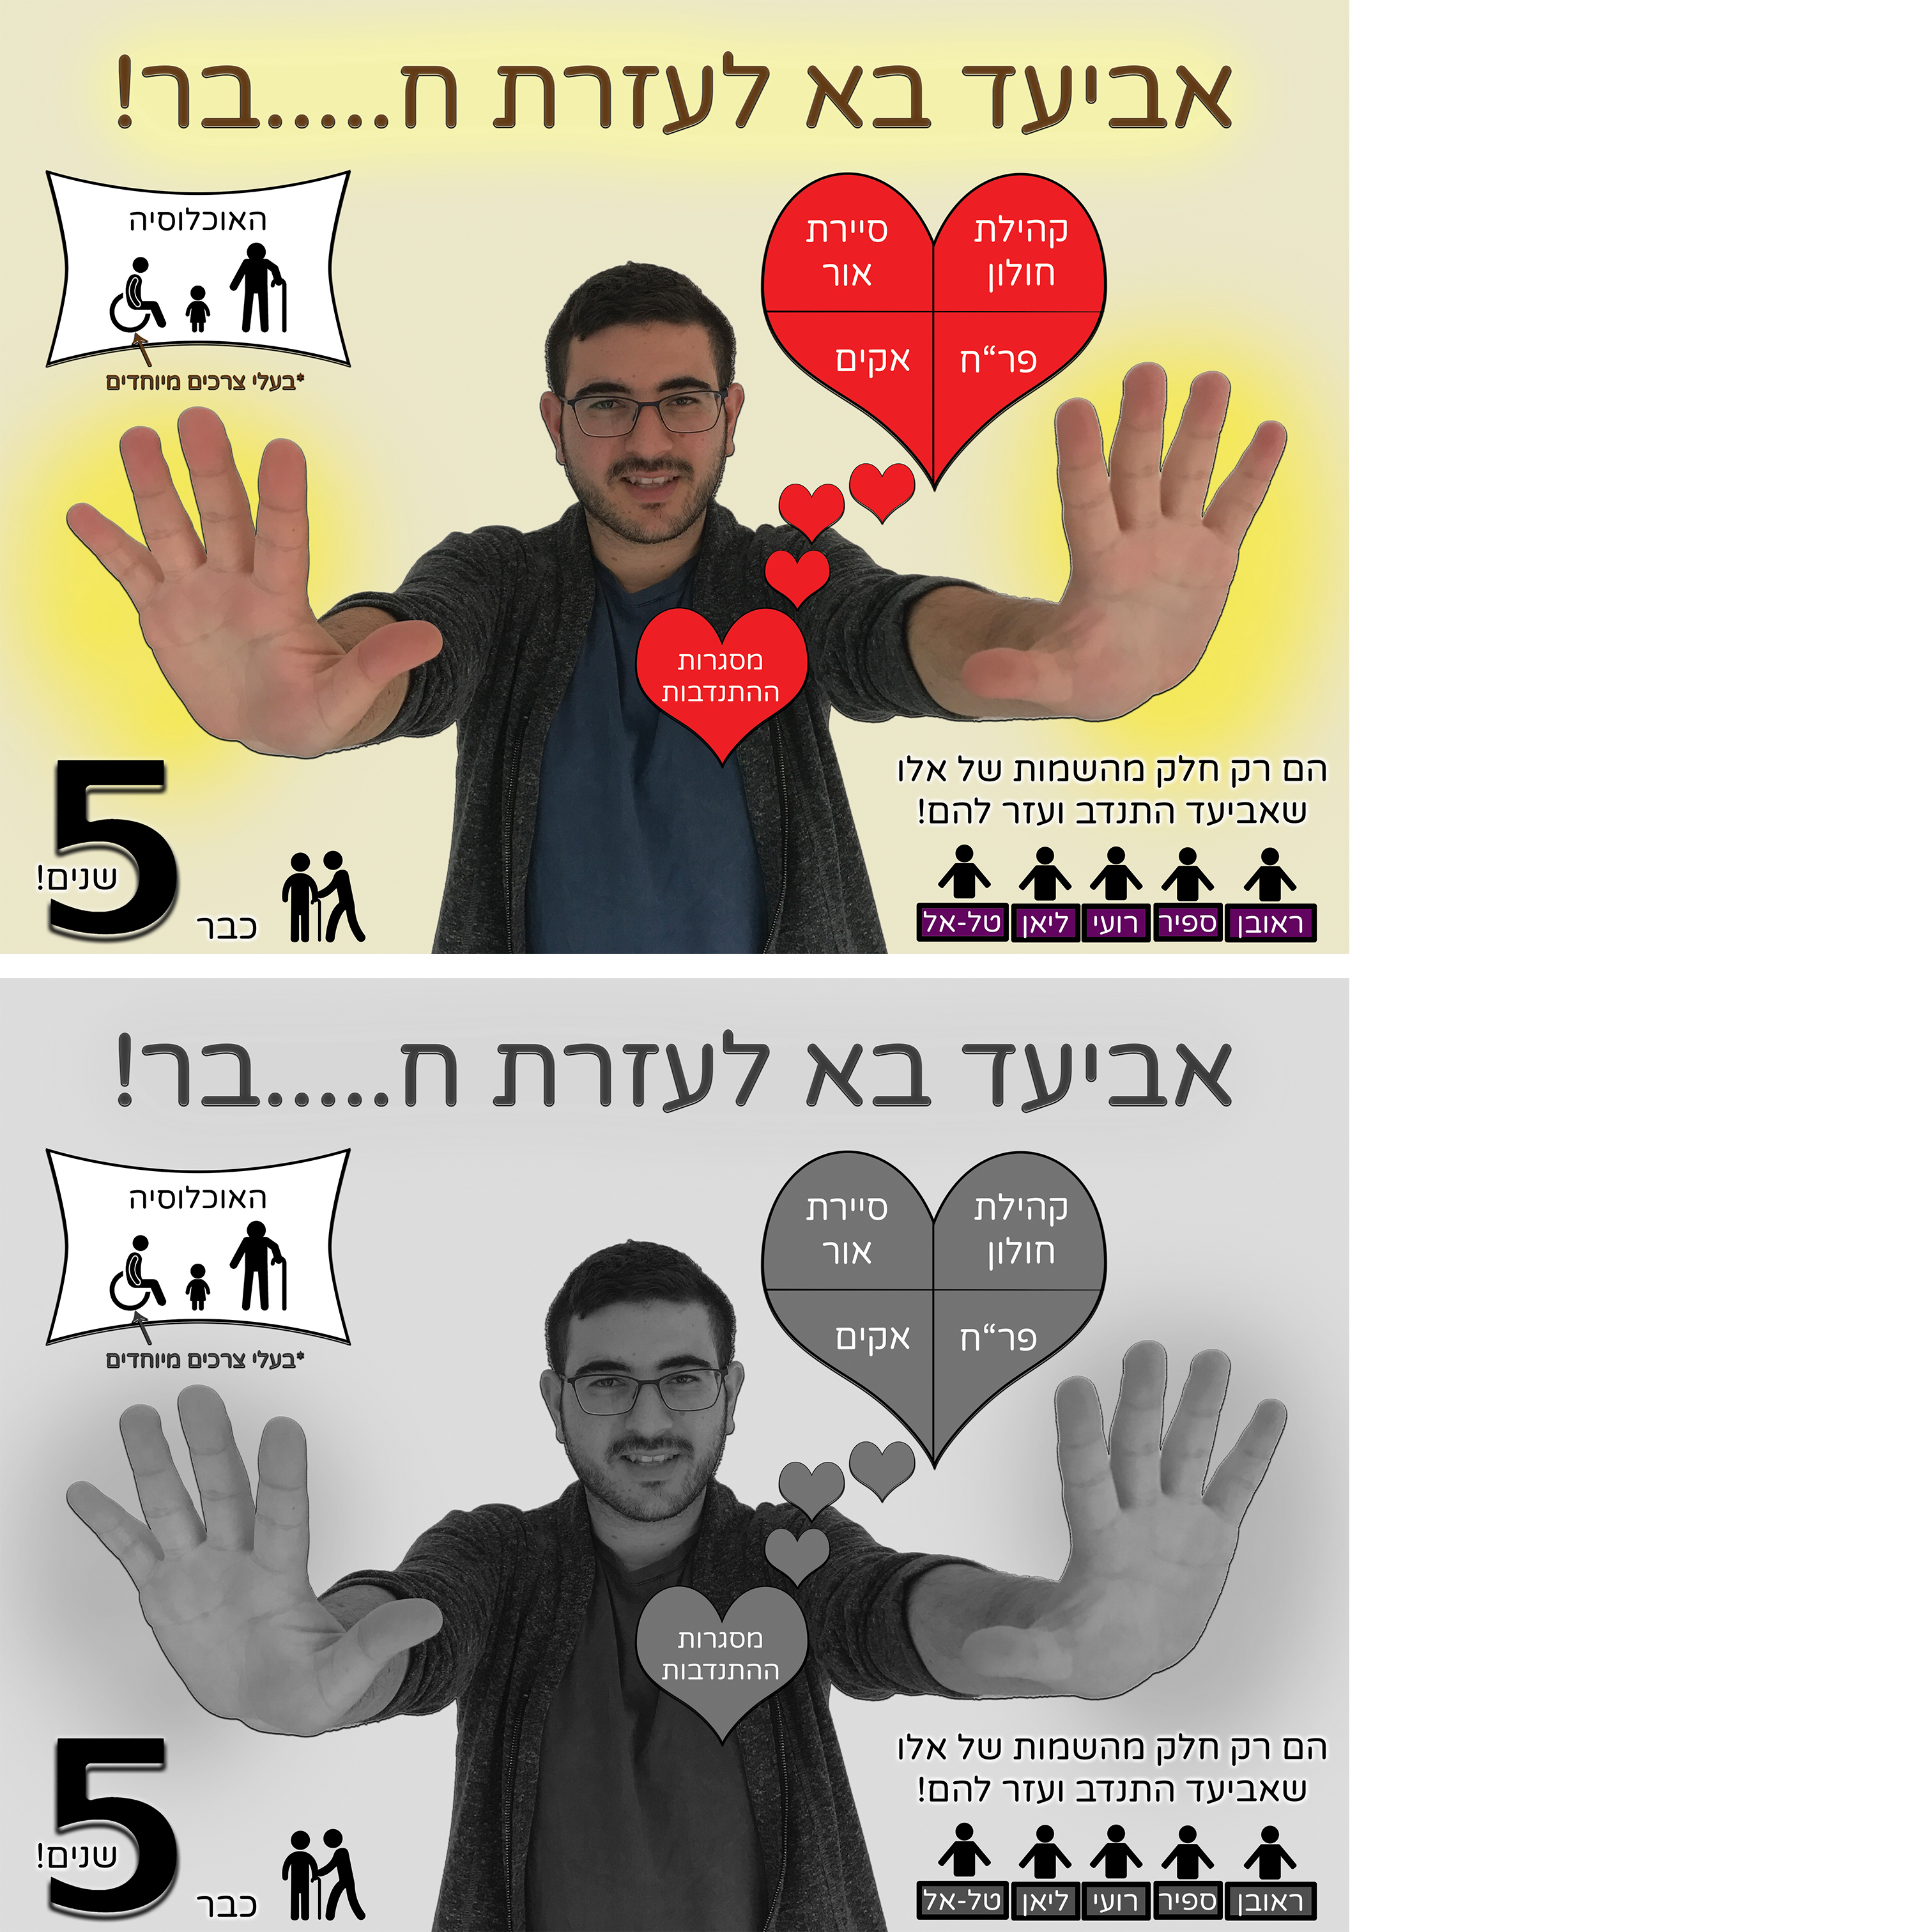 אביעד בא לעזרת ח.....בר!
האוכלוסיה
*בעלי צרכים מיוחדים
קהילת
חולון
סיירת
אור
פר"ח
אקים
מסגרות
ההתנדבות
הם רק חלק מהשמות של אלו
שאביעד התנדב ועזר להם!
ראובן ספיר רועי ליאן טל-אל
כבר
5
שנים!
אביעד בא לעזרת ח.....בר!
האוכלוסיה
*בעלי צרכים מיוחדים
קהילת
חולון
סיירת
אור
פר"ח
אקים
מסגרות
ההתנדבות
הם רק חלק מהשמות של אלו
שאביעד התנדב ועזר להם!
ראובן ספיר רועי ליאן טל-אל
כבר
5
שנים!